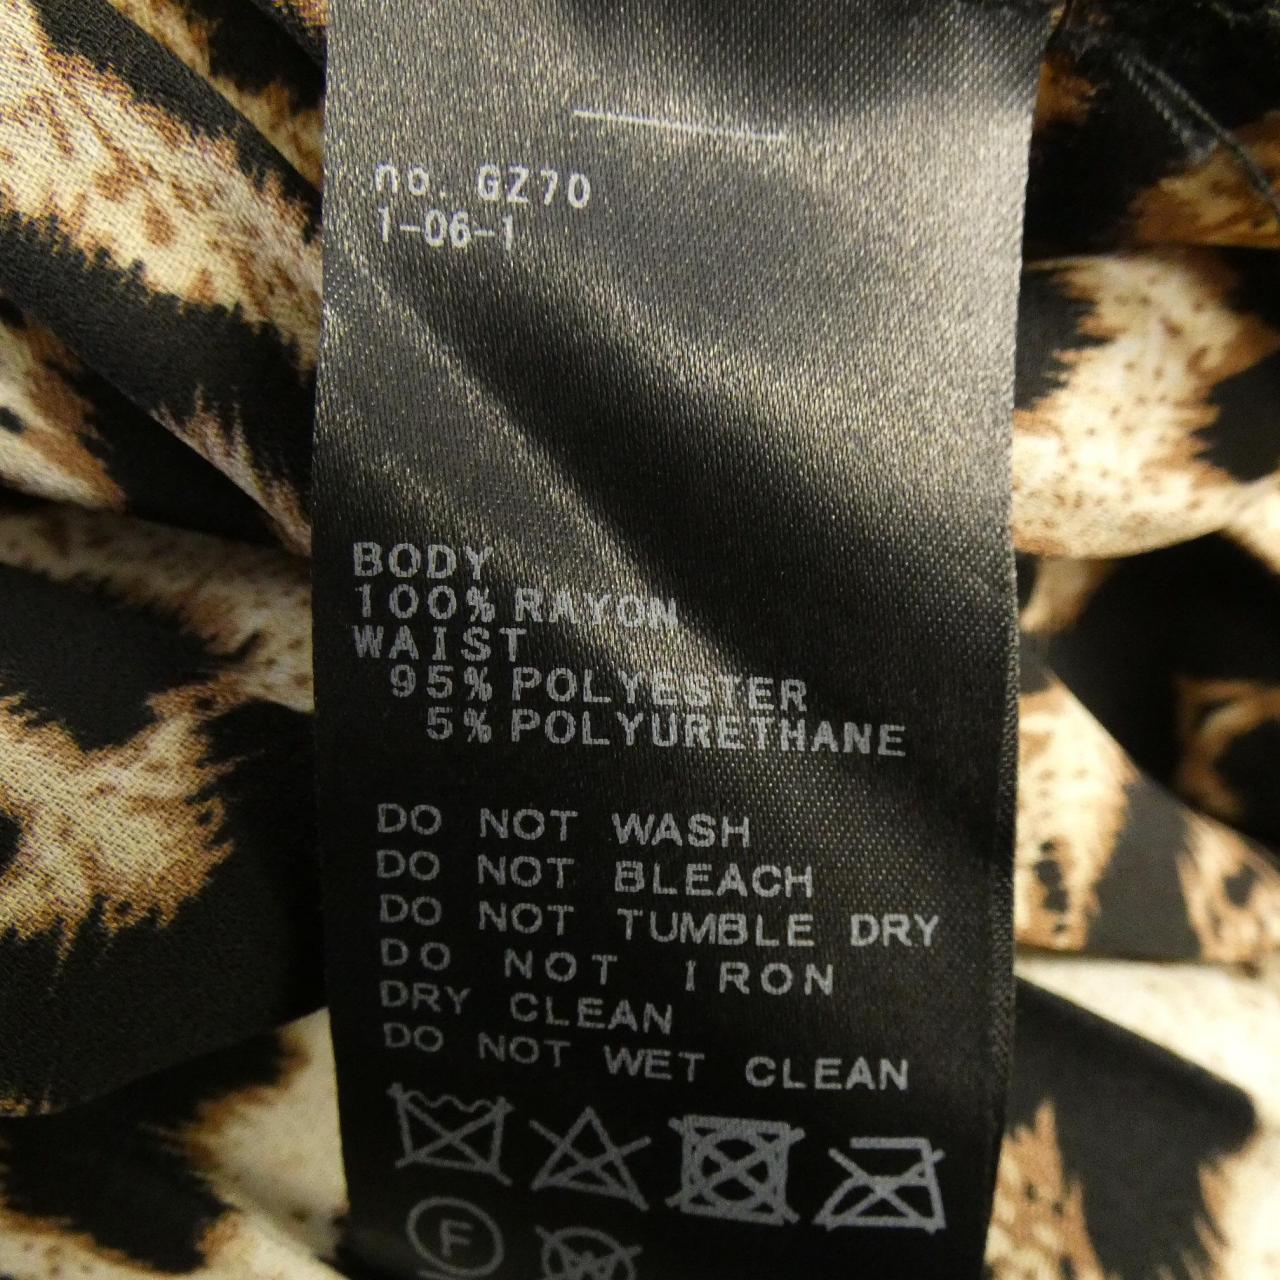 no. GZ70
1-06-1
BODY
100% RAYON
WAIST
95% POLYESTER
5% POLYURETHANE
DO NOT WASH
DO NOT BLEACH
DO NOT TUMBLE DRY
DO NOT IRON
DRY CLEAN
DO NOT WET CLEAN
F
W